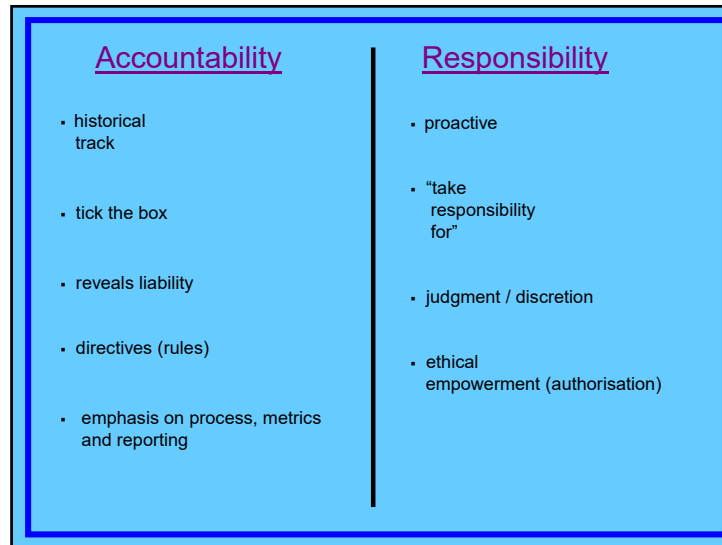 Accountability
▪ historical
track
▪ tick the box
▪ reveals liability
▪ directives (rules)
▪ emphasis on process, metrics
and reporting
Responsibility
▪ proactive
▪ “take
responsibility
for”
▪ judgment / discretion
▪ ethical
empowerment (authorisation)